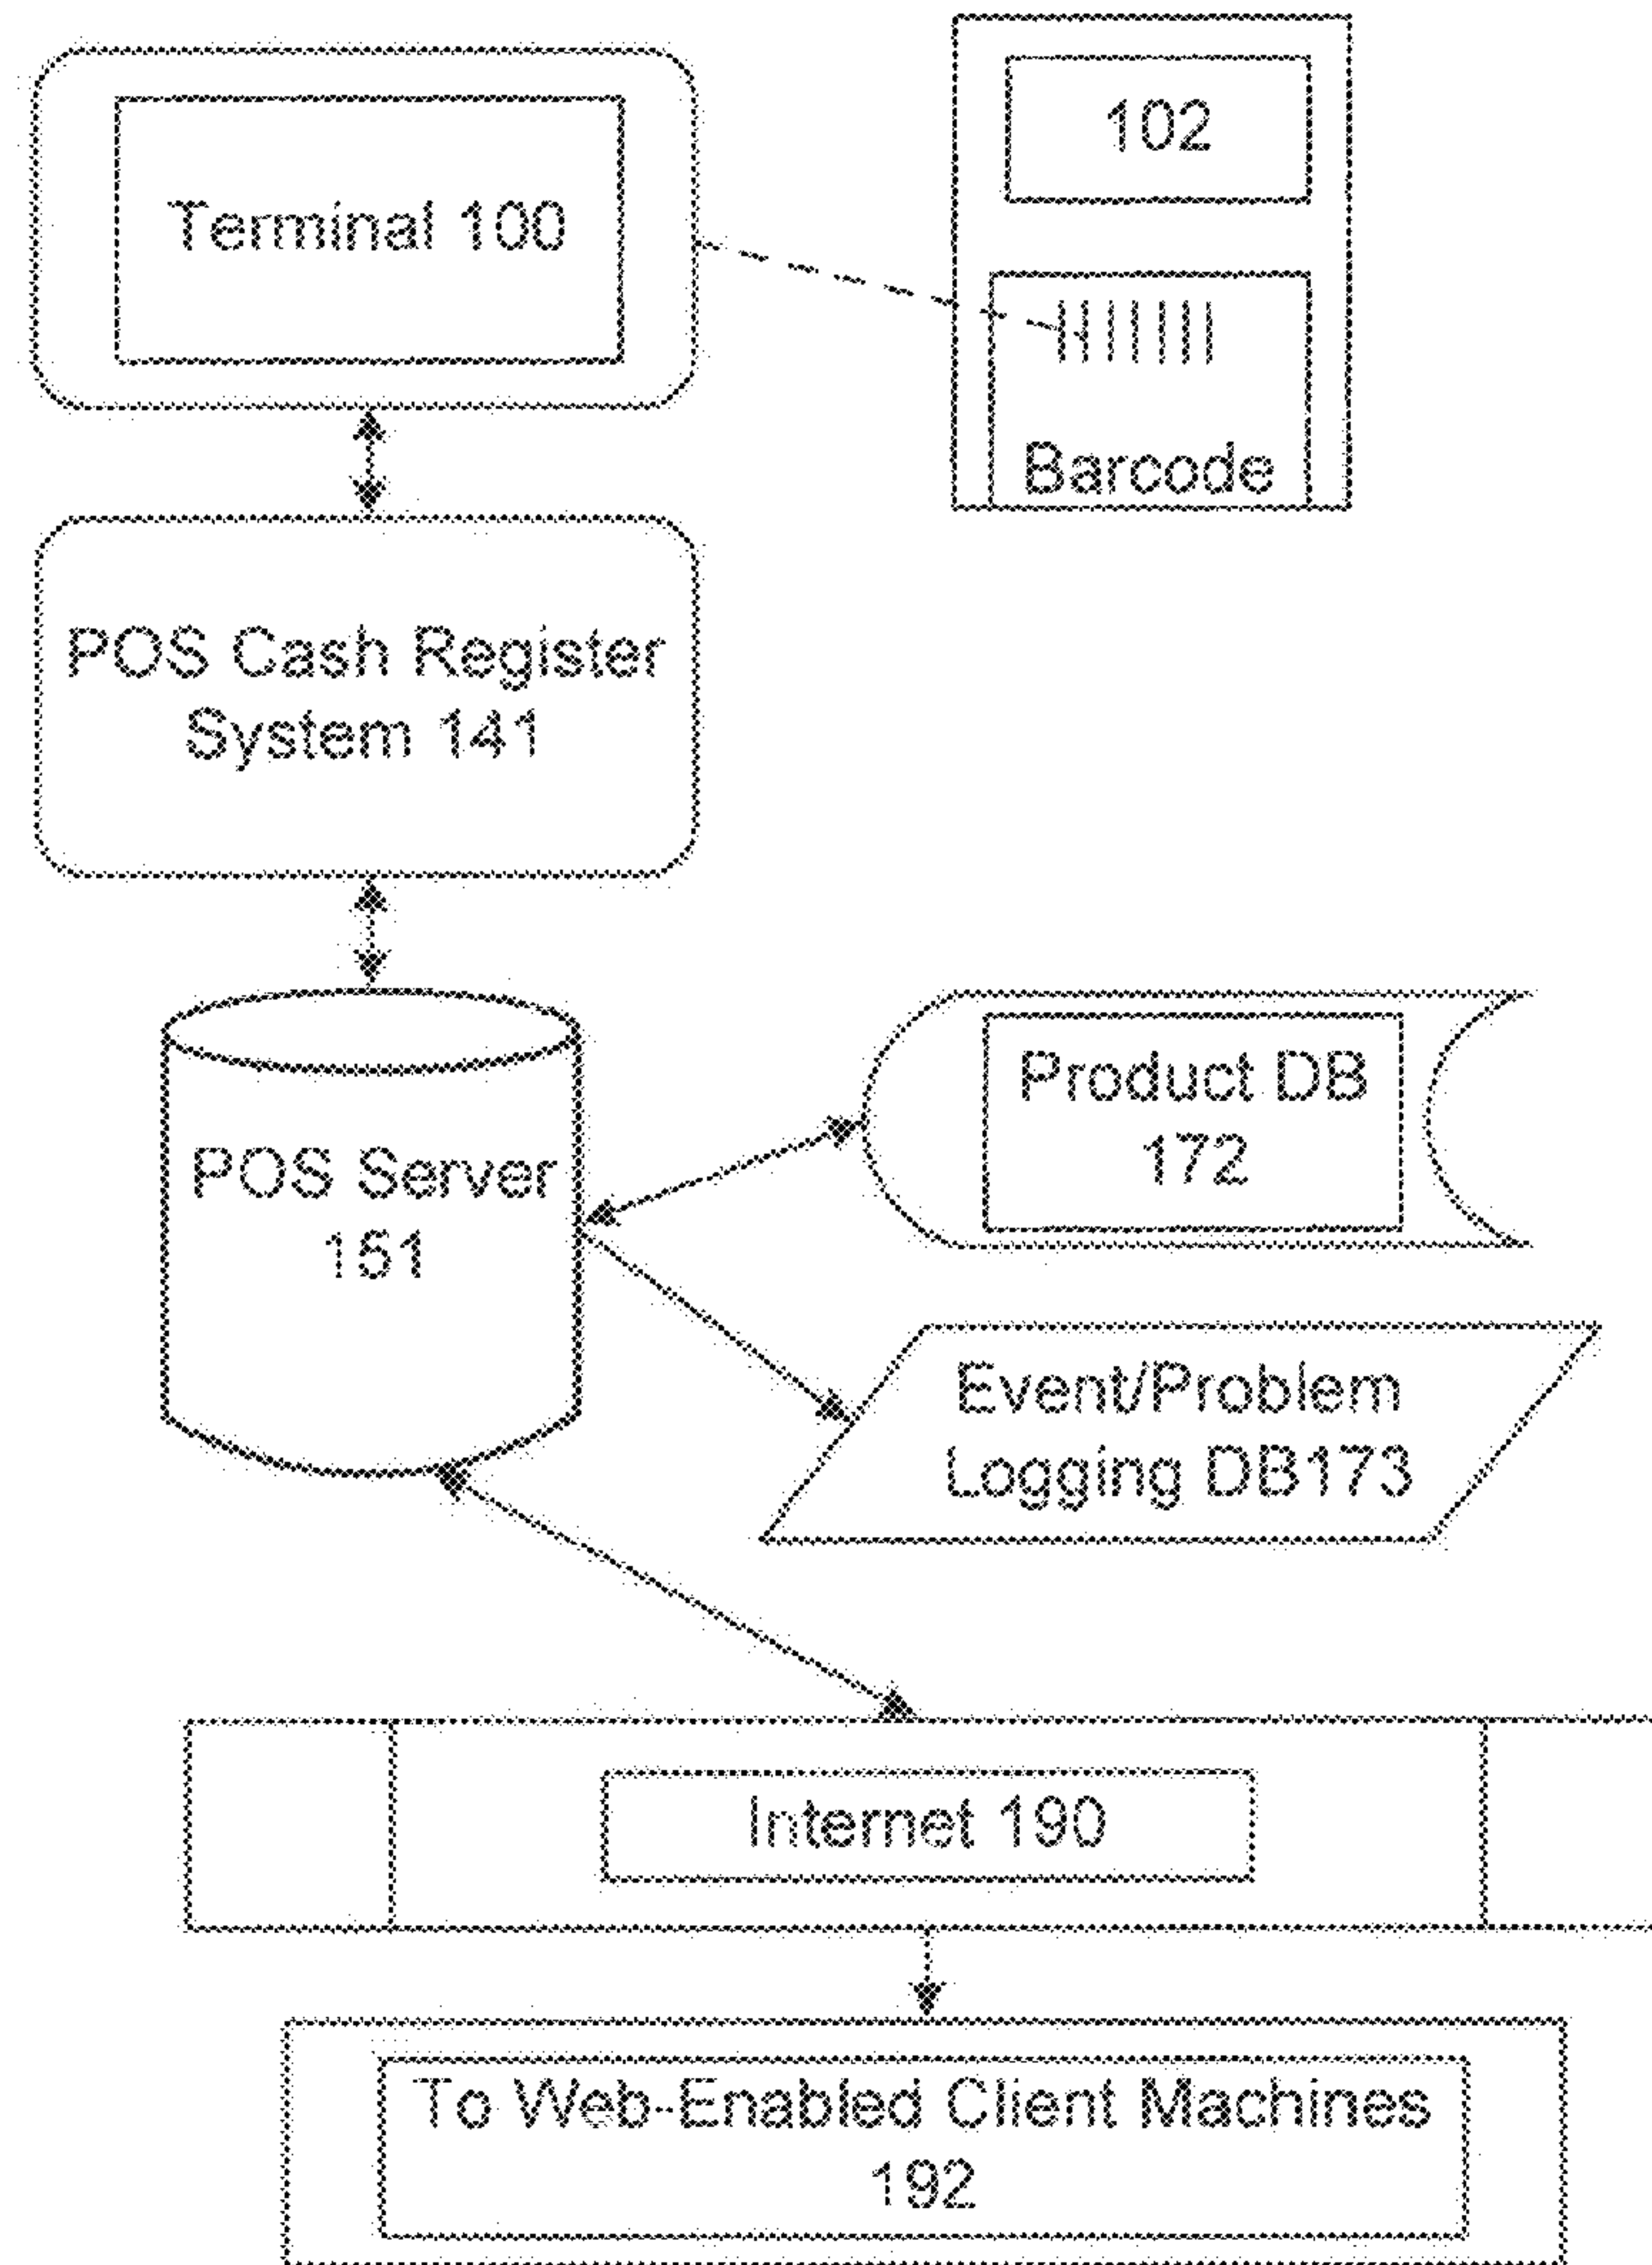 Terminal 100
102
Barcode
POS Cash Register
System 141
POS Server
151
Product DB
172
Event/Problem
Logging DB173
Internet 190
To Web-Enabled Client Machines
192